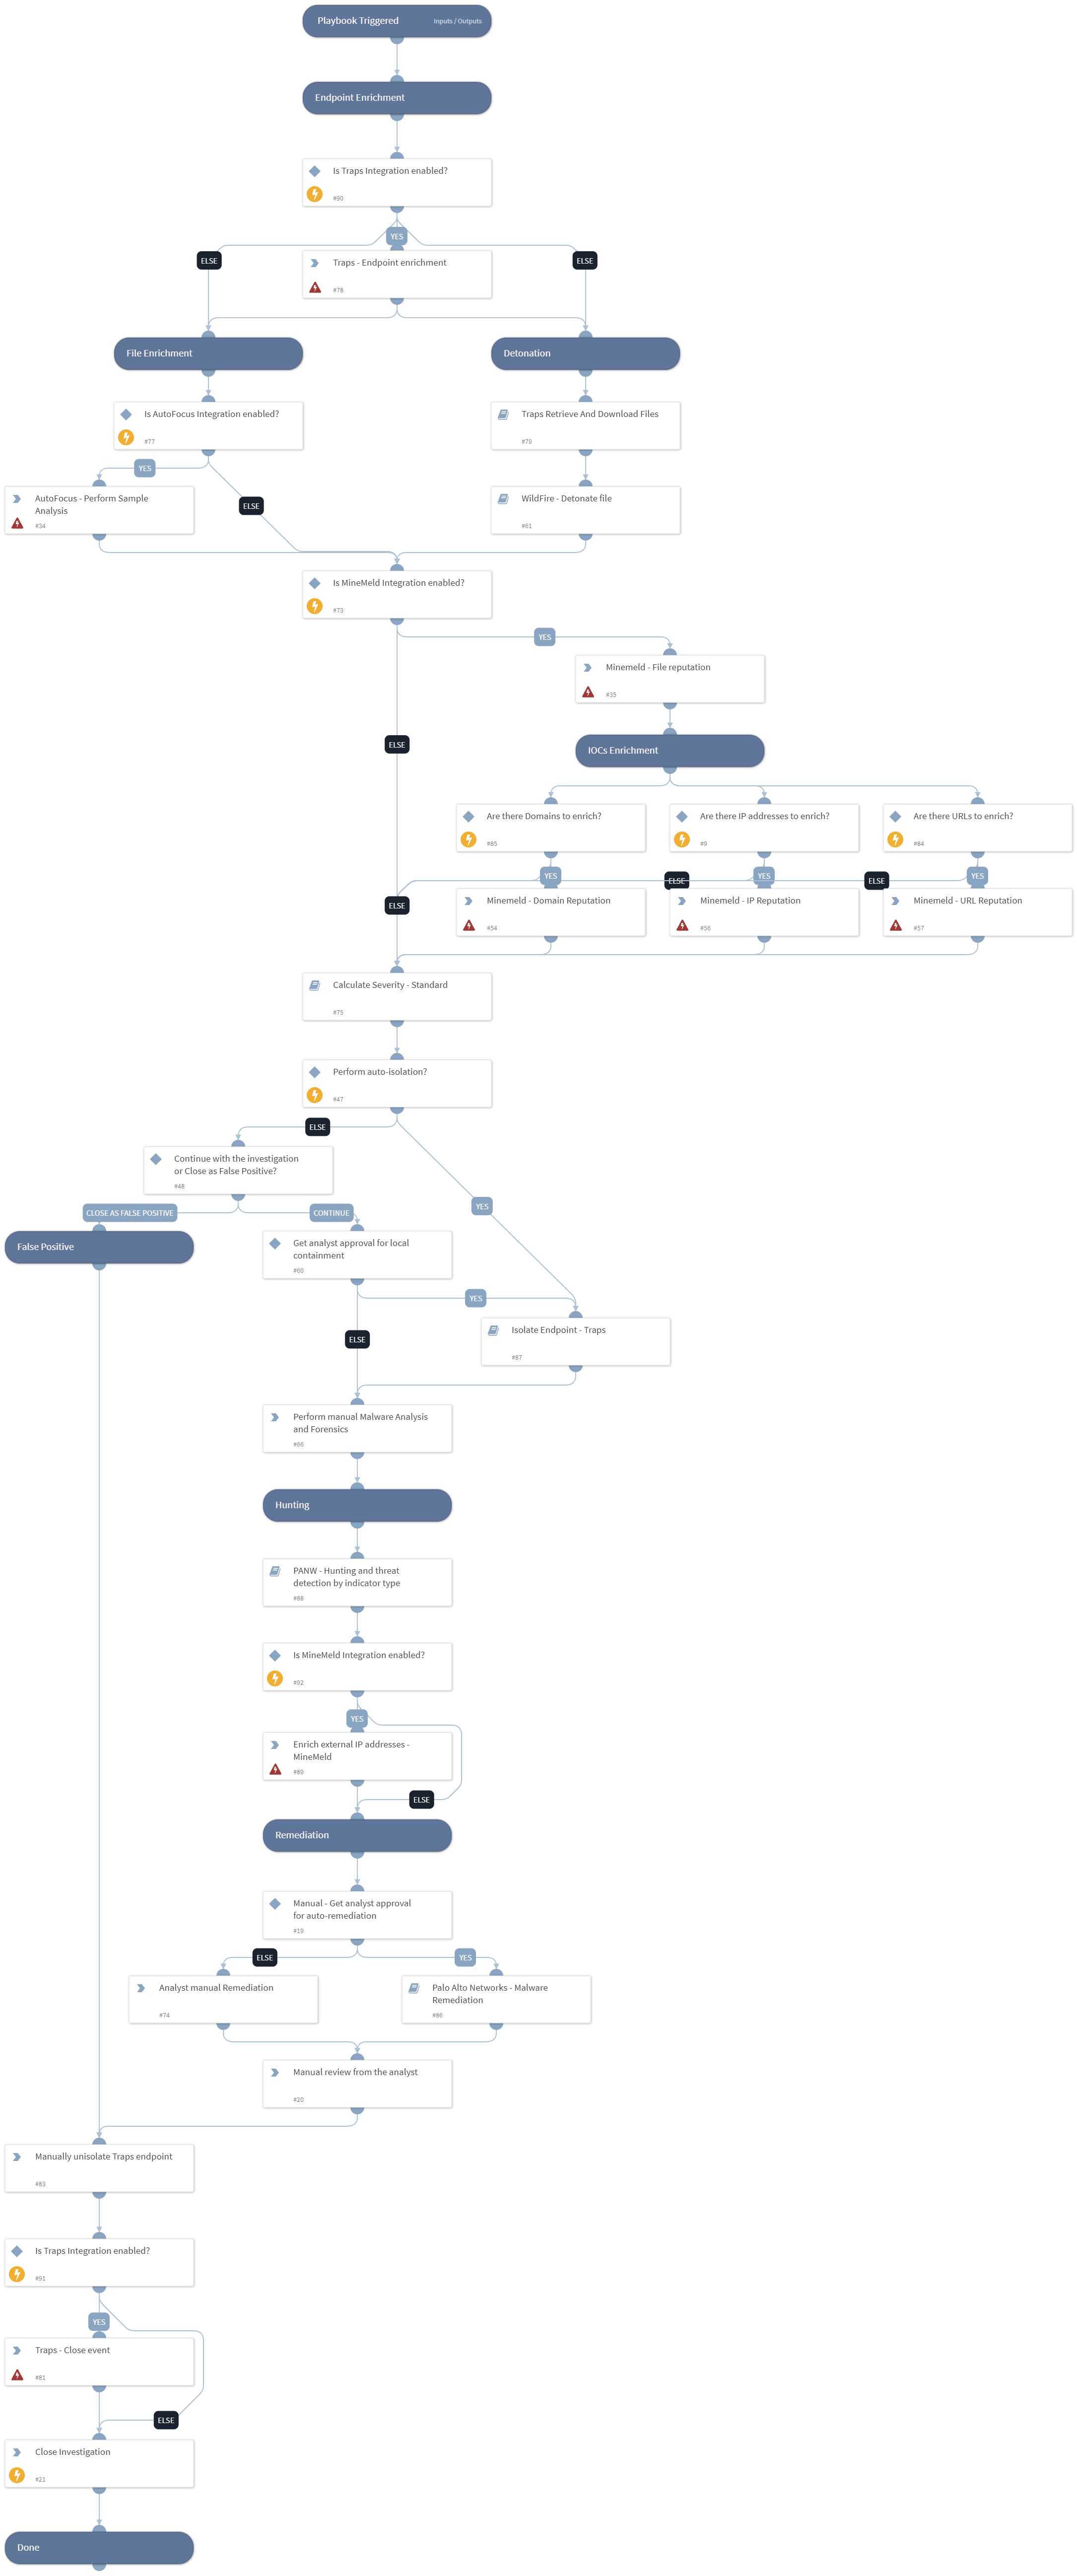 Playbook Triggered
Inputs / Outputs
Endpoint Enrichment
Is Traps Integration enabled?
#90
YES
ELSE
ELSE
Traps - Endpoint enrichment
#78
File Enrichment
Detonation
Is AutoFocus Integration enabled?
#77
Traps Retrieve And Download Files
#79
YES
ELSE
AutoFocus - Perform Sample
Analysis
#34
WildFire - Detonate file
#61
Is MineMeld Integration enabled?
#73
YES
Minemeld - File reputation
#35
ELSE
IOCs Enrichment
Are there Domains to enrich?
#85
Are there IP addresses to enrich?
#9
Are there URLs to enrich?
#84
YES
ELSE
YES
ELSE
YES
ELSE
Minemeld - Domain Reputation
#54
Minemeld - IP Reputation
#56
Minemeld - URL Reputation
#57
Calculate Severity - Standard
#75
Perform auto-isolation?
#47
ELSE
Continue with the investigation
or Close as False Positive?
#48
YES
CLOSE AS FALSE POSITIVE
CONTINUE
False Positive
Get analyst approval for local
containment
#60
YES
ELSE
Isolate Endpoint - Traps
#87
Perform manual Malware Analysis
and Forensics
#66
Hunting
PANW - Hunting and threat
detection by indicator type
#88
Is MineMeld Integration enabled?
#92
YES
Enrich external IP addresses -
MineMeld
#89
ELSE
Remediation
Manual - Get analyst approval
for auto-remediation
#19
ELSE
YES
Analyst manual Remediation
#74
Palo Alto Networks - Malware
Remediation
#86
Manual review from the analyst
#20
Manually unisolate Traps endpoint
#83
Is Traps Integration enabled?
#91
YES
Traps - Close event
#81
ELSE
Close Investigation
#21
Done